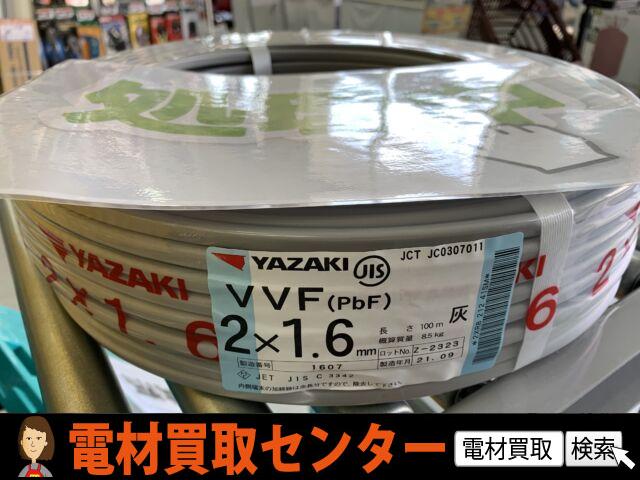 YAZAKI
2×1.6
YAZAKI JIS JCT JC0307011
VVF(PbF)
2×1.6mm
長さ 100m
概算質量 8.5kg
灰
ロットNo. Z-2323
製造番号 1607
製造年月 21.09
JET JIS C 3342
電材買取センター
電材買取 検索